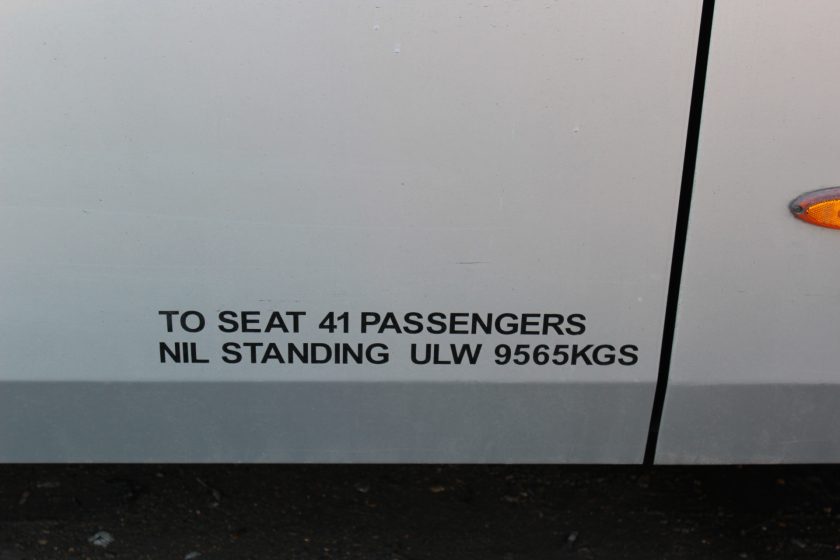 TO SEAT 41 PASSENGERS
NIL STANDING ULW 9565KGS